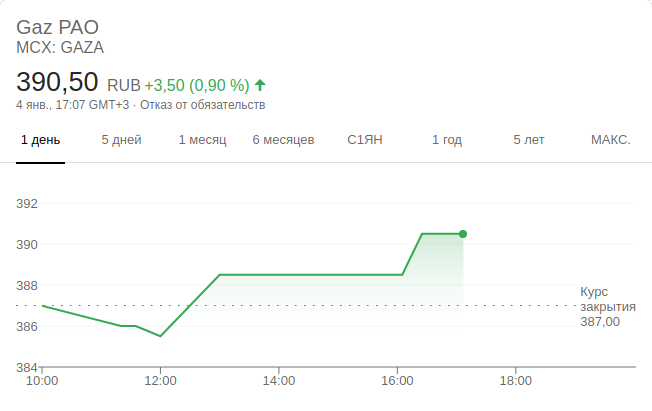 Gaz PAO
MCX: GAZA
390,50 RUB +3,50 (0,90 %)
4 янв., 17:07 GMT+3 · Отказ от обязательств
1 день 5 дней 1 месяц 6 месяцев С1ЯН 1 год 5 лет МАКС.
392
390
388
Курс
закрытия
387,00
386
384
10:00 12:00 14:00 16:00 18:00